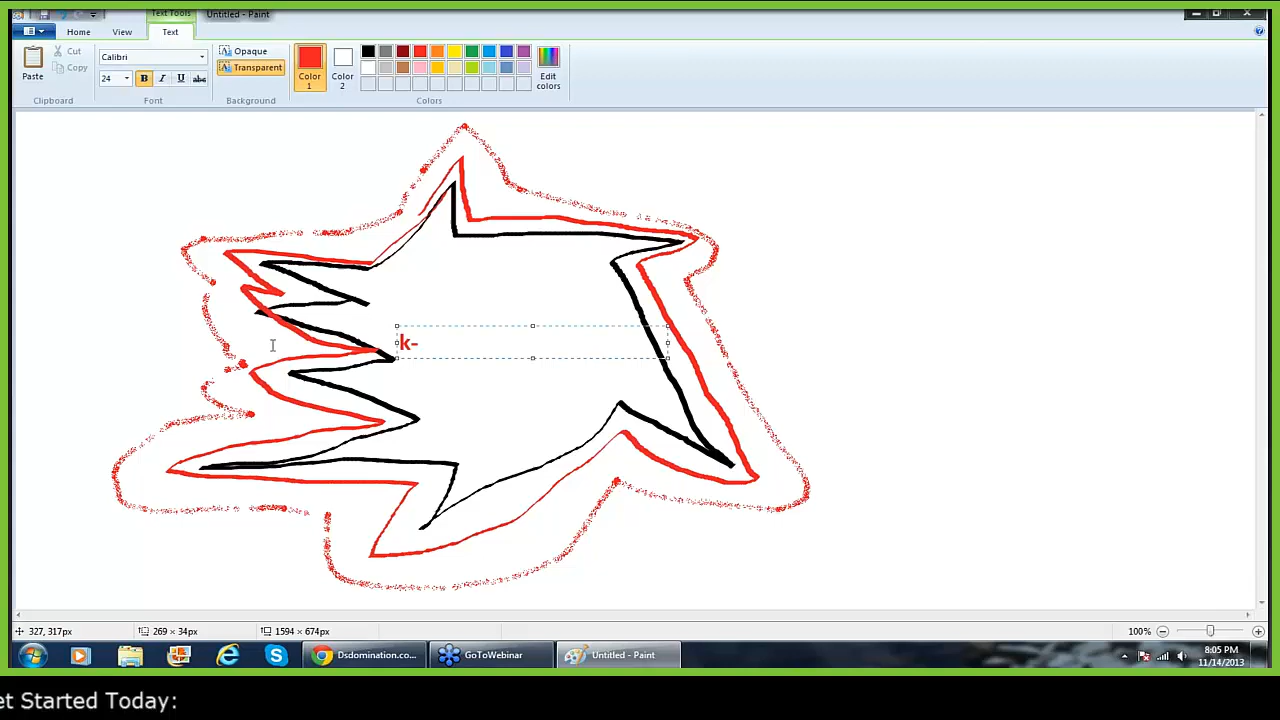 Text Tools
Untitled - Paint
Home
View
Text
Paste
Cut
Copy
Clipboard
Calibri
24
B I U abc
Font
Opaque
Transparent
Background
Color 1
Color 2
Edit colors
Colors
k-
327, 317px
269 × 34px
1594 × 674px
100%
Dsdomination.co...
GoToWebinar
Untitled - Paint
8:05 PM
11/14/2013
et Started Today: